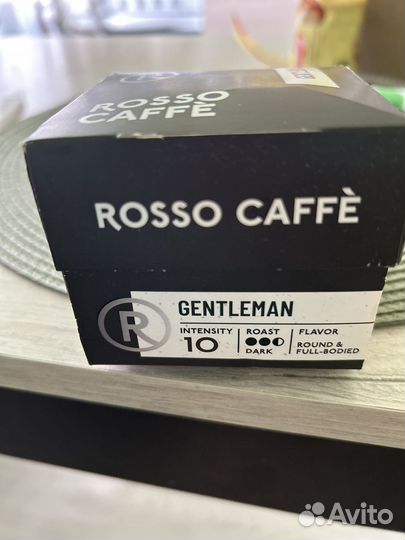 ROSSO
CAFFÈ
ROSSO CAFFÈ
R
GENTLEMAN
INTENSITY
10
ROAST
DARK
FLAVOR
ROUND &
FULL-BODIED
Avito